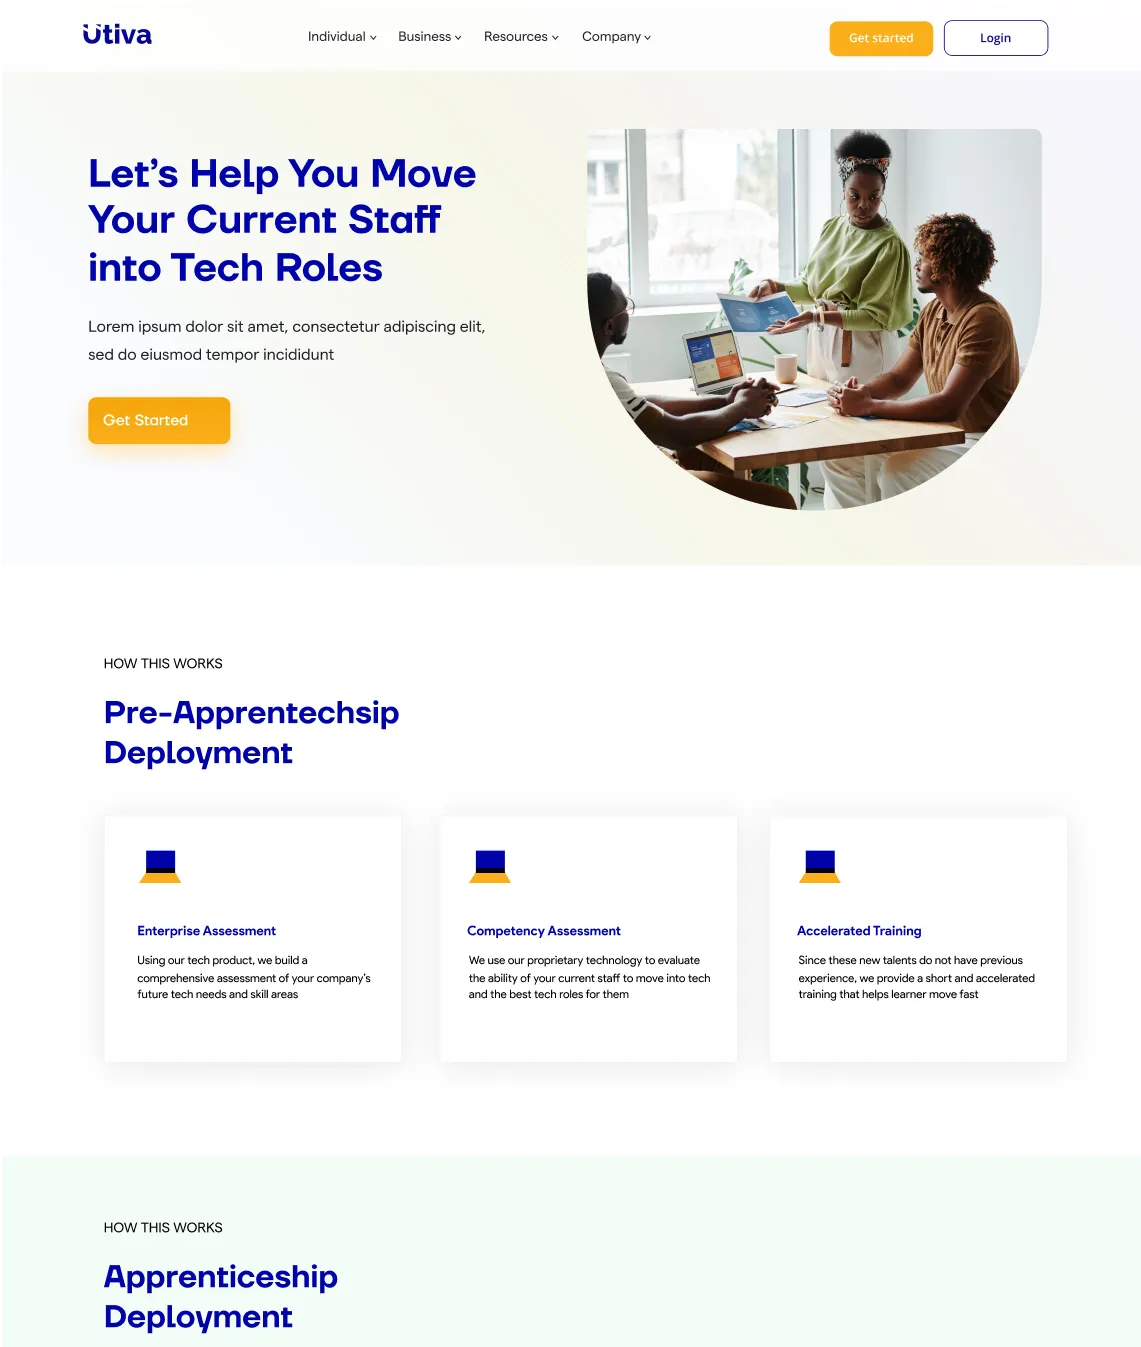 Utiva
Individual
Business
Resources
Company
Get started
Login
Let’s Help You Move
Your Current Staff
into Tech Roles
Lorem ipsum dolor sit amet, consectetur adipiscing elit,
sed do eiusmod tempor incididunt
Get Started
HOW THIS WORKS
Pre-Apprentechsip
Deployment
Enterprise Assessment
Using our tech product, we build a
comprehensive assessment of your company’s
future tech needs and skill areas
Competency Assessment
We use our proprietary technology to evaluate
the ability of your current staff to move into tech
and the best tech roles for them
Accelerated Training
Since these new talents do not have previous
experience, we provide a short and accelerated
training that helps learner move fast
HOW THIS WORKS
Apprenticeship
Deployment